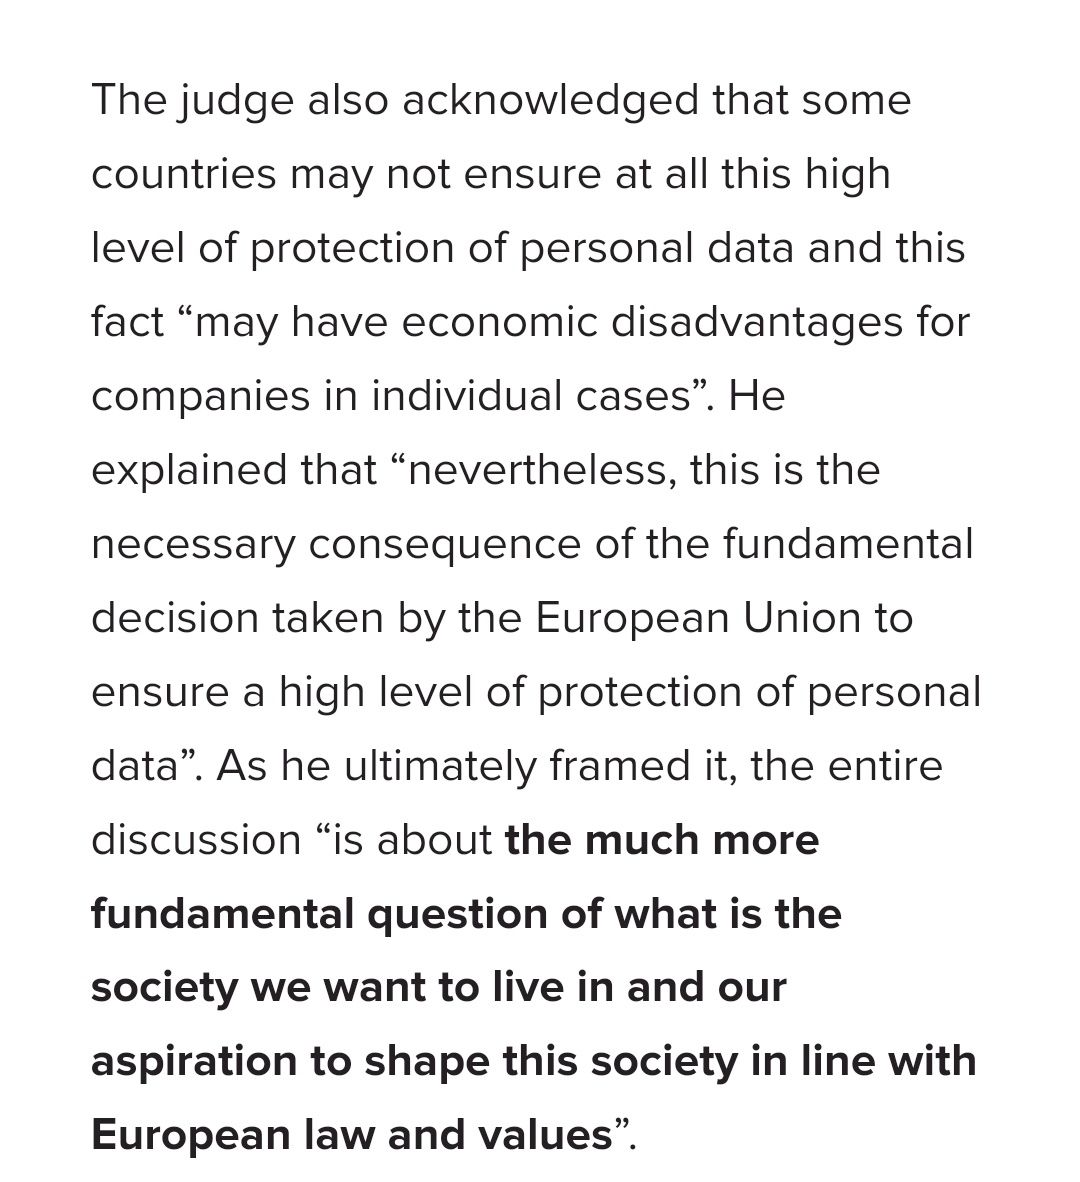 The judge also acknowledged that some
countries may not ensure at all this high
level of protection of personal data and this
fact “may have economic disadvantages for
companies in individual cases”. He
explained that “nevertheless, this is the
necessary consequence of the fundamental
decision taken by the European Union to
ensure a high level of protection of personal
data”. As he ultimately framed it, the entire
discussion “is about the much more
fundamental question of what is the
society we want to live in and our
aspiration to shape this society in line with
European law and values”.